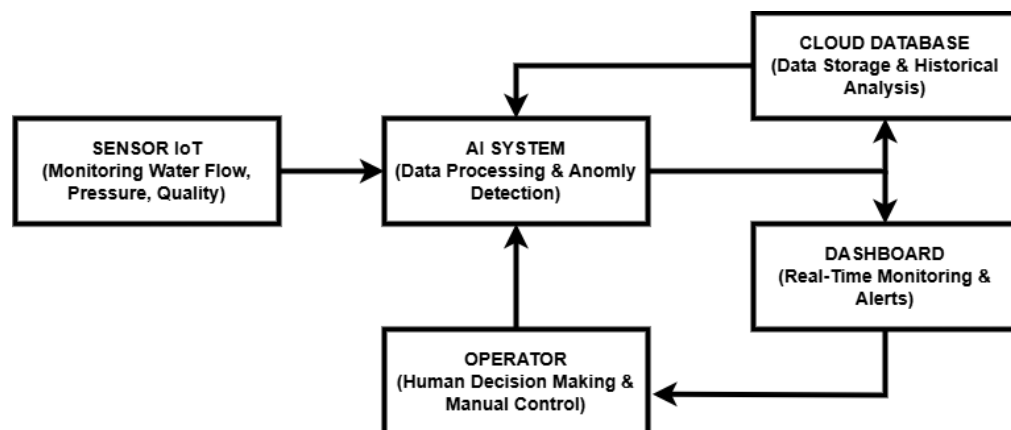 CLOUD DATABASE
(Data Storage & Historical
Analysis)
SENSOR IoT
(Monitoring Water Flow,
Pressure, Quality)
AI SYSTEM
(Data Processing & Anomly
Detection)
DASHBOARD
(Real-Time Monitoring &
Alerts)
OPERATOR
(Human Decision Making &
Manual Control)